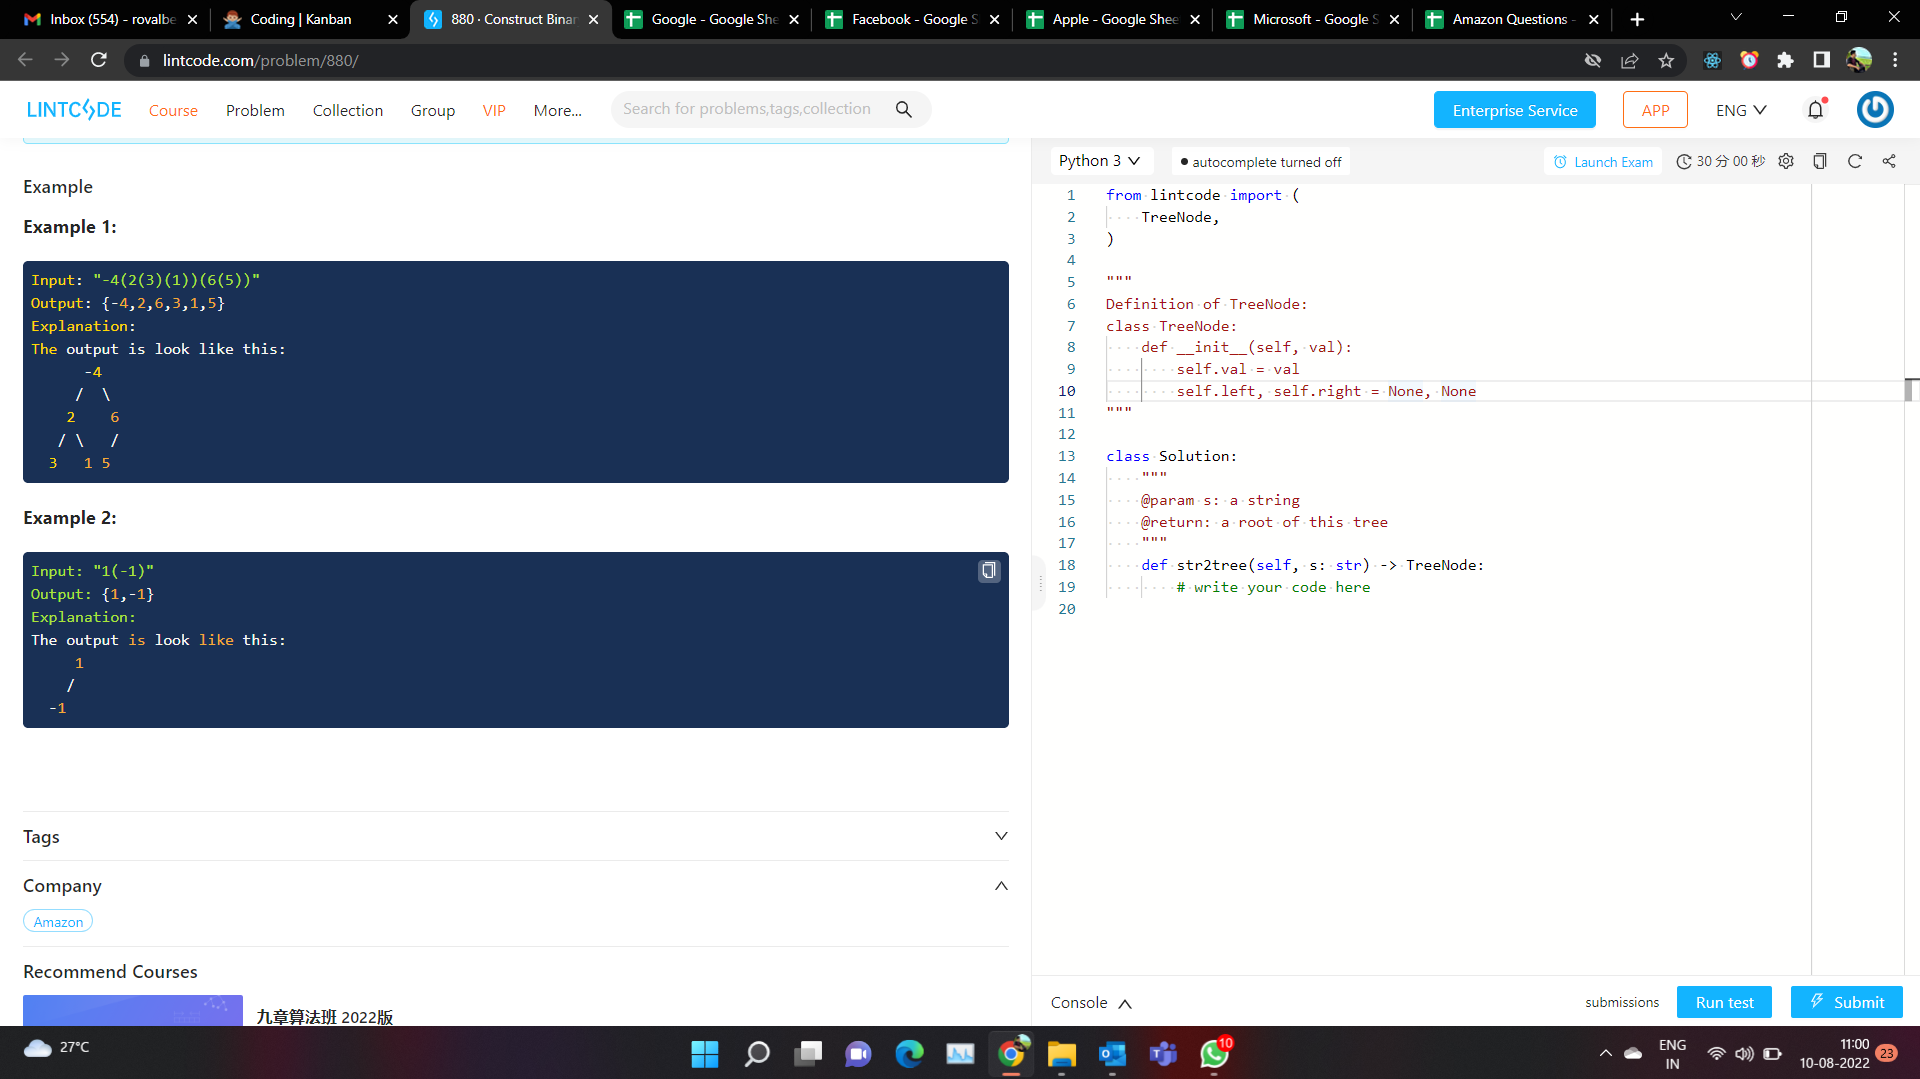 Inbox (554) - rovalbe
Coding | Kanban
880 · Construct Binar
Google - Google She
Facebook - Google S
Apple - Google Shee
Microsoft - Google S
Amazon Questions -
lintcode.com/problem/880/
LINTCODE
Course
Problem
Collection
Group
VIP
More...
Search for problems,tags,collection
Enterprise Service
APP
ENG
Example
Example 1:
Input: "-4(2(3)(1))(6(5))"
Output: {-4,2,6,3,1,5}
Explanation:
The output is look like this:
-4
/ \
2 6
/ \ /
3 1 5
Example 2:
Input: "1(-1)"
Output: {1,-1}
Explanation:
The output is look like this:
1
/
-1
Tags
Company
Amazon
Recommend Courses
九章算法班 2022版
Python 3
autocomplete turned off
Launch Exam
30 分 00 秒
1 from lintcode import (
2 TreeNode,
3 )
4
5 """
6 Definition of TreeNode:
7 class TreeNode:
8 def __init__(self, val):
9 self.val = val
10 self.left, self.right = None, None
11 """
12
13 class Solution:
14 """
15 @param s: a string
16 @return: a root of this tree
17 """
18 def str2tree(self, s: str) -> TreeNode:
19 # write your code here
20
Console
submissions
Run test
Submit
27°C
10
ENG
IN
11:00
10-08-2022
23